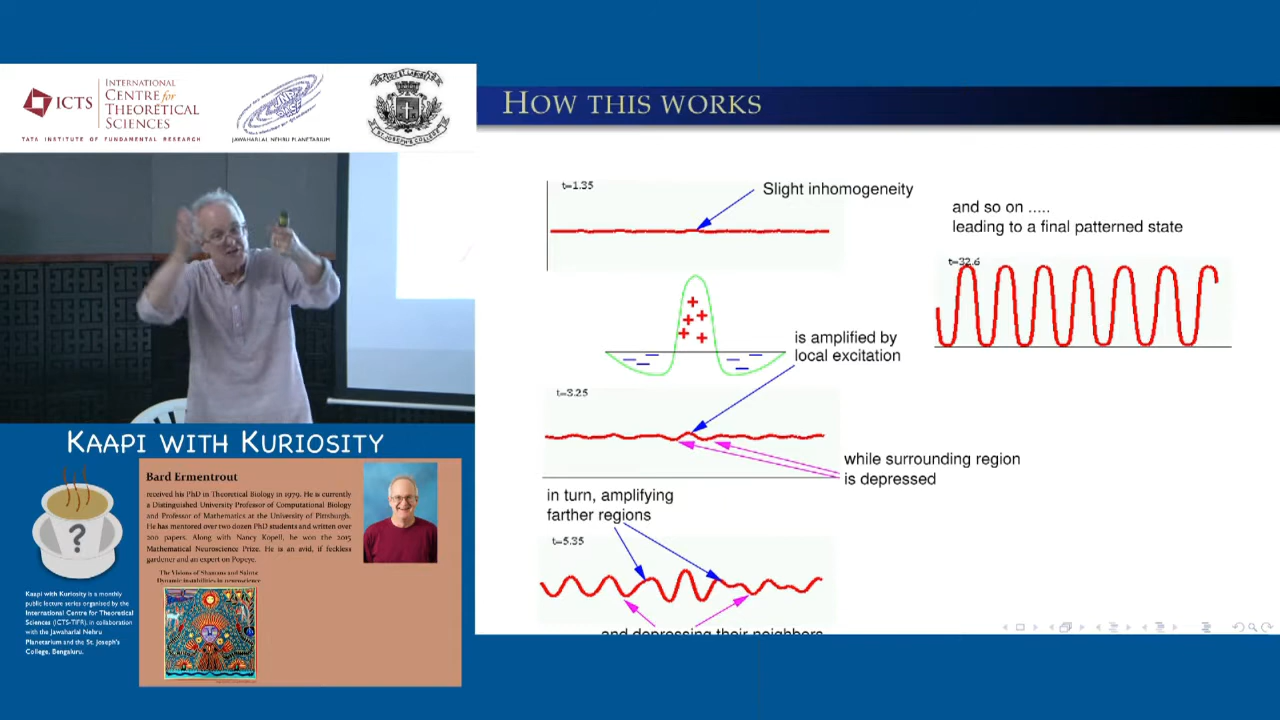 ICTS
INTERNATIONAL
CENTRE for
THEORETICAL
SCIENCES
TATA INSTITUTE OF FUNDAMENTAL RESEARCH
JAWAHARLAL NEHRU PLANETARIUM
HOW THIS WORKS
t=1.35
Slight inhomogeneity
is amplified by
local excitation
t=3.25
while surrounding region
is depressed
in turn, amplifying
farther regions
t=5.35
and depressing their neighbors
and so on .....
leading to a final patterned state
t=32.6
KAAPI WITH KURIOSITY
?
Kaapi with Kuriosity is a monthly
public lecture series organised by the
International Centre for Theoretical
Sciences (ICTS-TIFR), in collaboration
with the Jawaharlal Nehru
Planetarium and the St. Joseph's
College, Bengaluru.
Bard Ermentrout
received his PhD in Theoretical Biology in 1979. He is currently
a Distinguished University Professor of Computational Biology
and Professor of Mathematics at the University of Pittsburgh.
He has mentored over two dozen PhD students and written over
200 papers. Along with Nancy Kopell, he won the 2015
Mathematical Neuroscience Prize. He is an avid, if feckless
gardener and an expert on Popeye.
The Visions of Shamans and Saints:
Dynamic instabilities in neuroscience